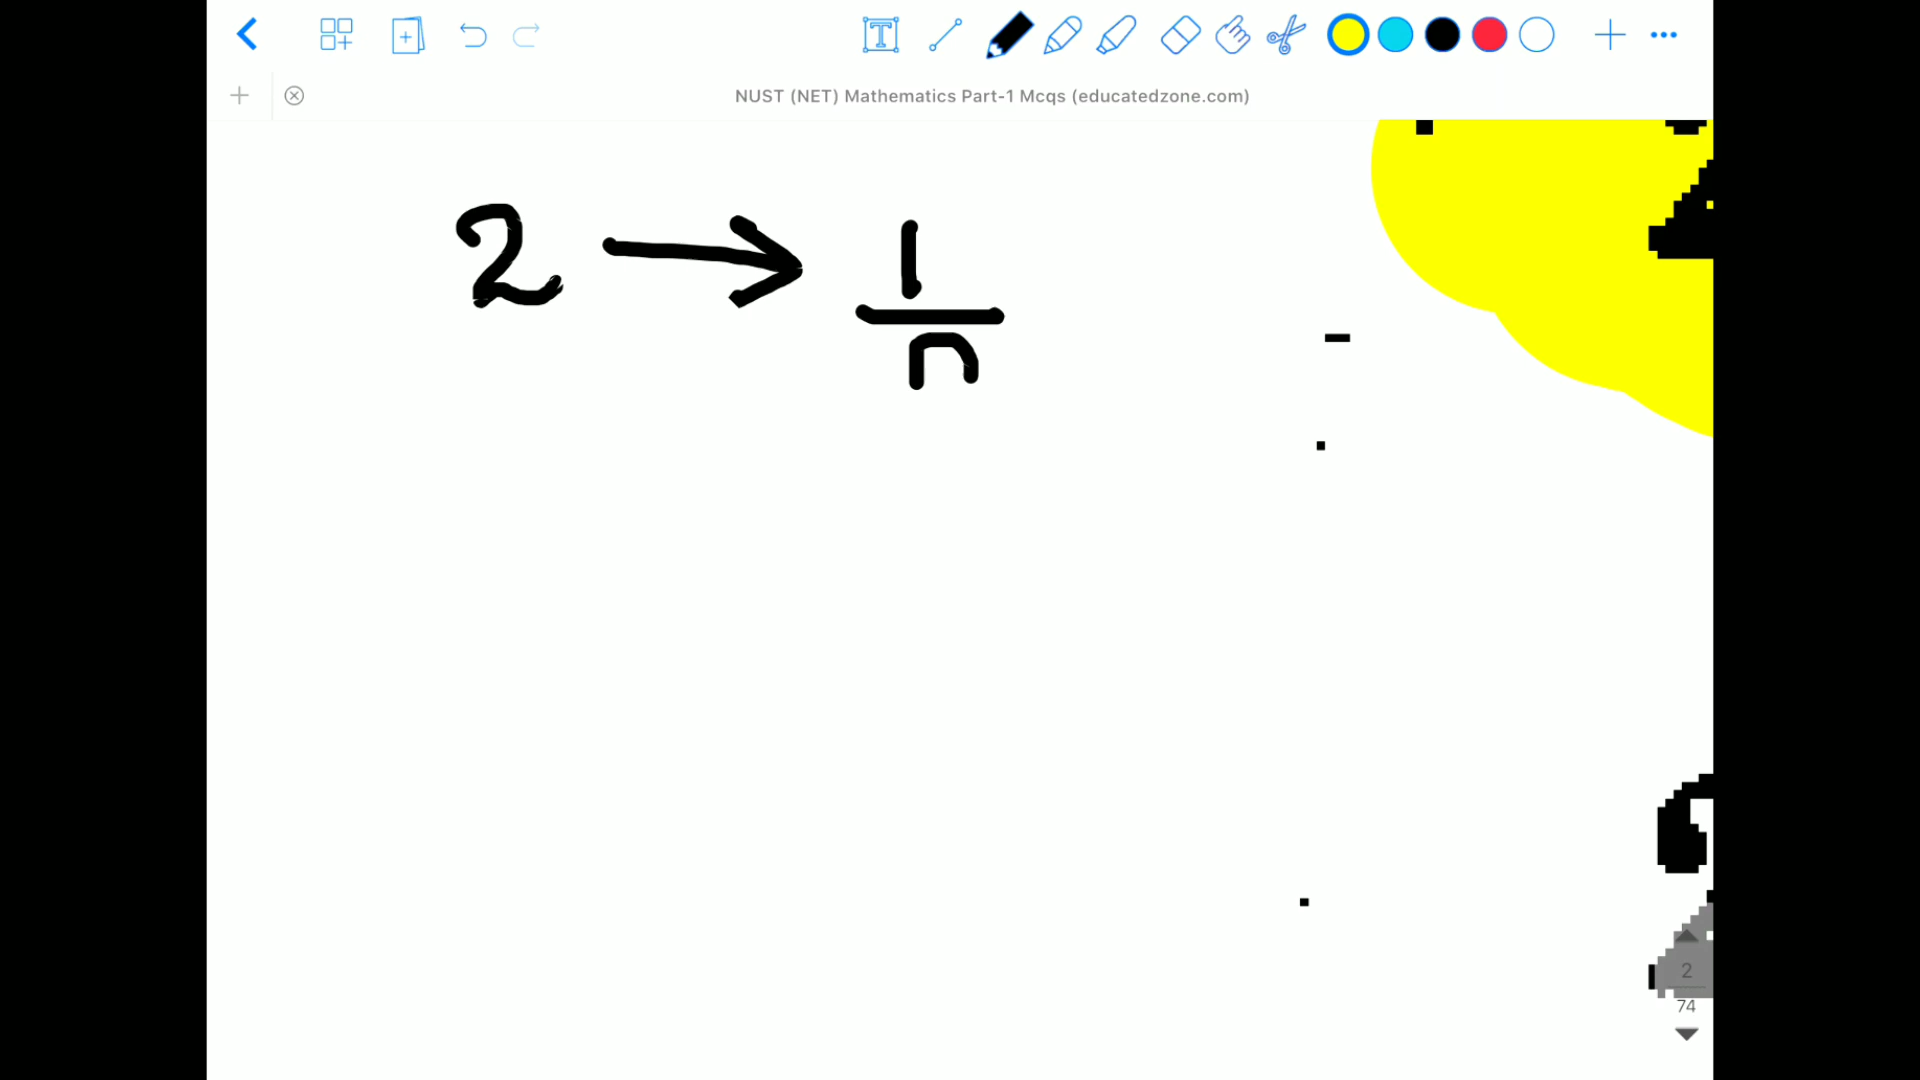 NUST (NET) Mathematics Part-1 Mcqs (educatedzone.com)
2 → 1/n
2
74